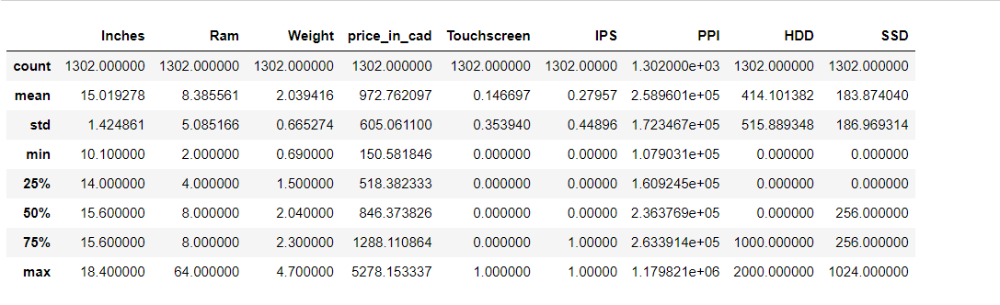 Inches Ram Weight price_in_cad Touchscreen IPS PPI HDD SSD
count 1302.000000 1302.000000 1302.000000 1302.000000 1302.000000 1302.00000 1.302000e+03 1302.000000 1302.000000
mean 15.019278 8.385561 2.039416 972.762097 0.146697 0.27957 2.589601e+05 414.101382 183.874040
std 1.424861 5.085166 0.665274 605.061100 0.353940 0.44896 1.723467e+05 515.889348 186.969314
min 10.100000 2.000000 0.690000 150.581846 0.000000 0.00000 1.079031e+05 0.000000 0.000000
25% 14.000000 4.000000 1.500000 518.382333 0.000000 0.00000 1.609245e+05 0.000000 0.000000
50% 15.600000 8.000000 2.040000 846.373826 0.000000 0.00000 2.363769e+05 0.000000 256.000000
75% 15.600000 8.000000 2.300000 1288.110864 0.000000 1.00000 2.633914e+05 1000.000000 256.000000
max 18.400000 64.000000 4.700000 5278.153337 1.000000 1.00000 1.179821e+06 2000.000000 1024.000000